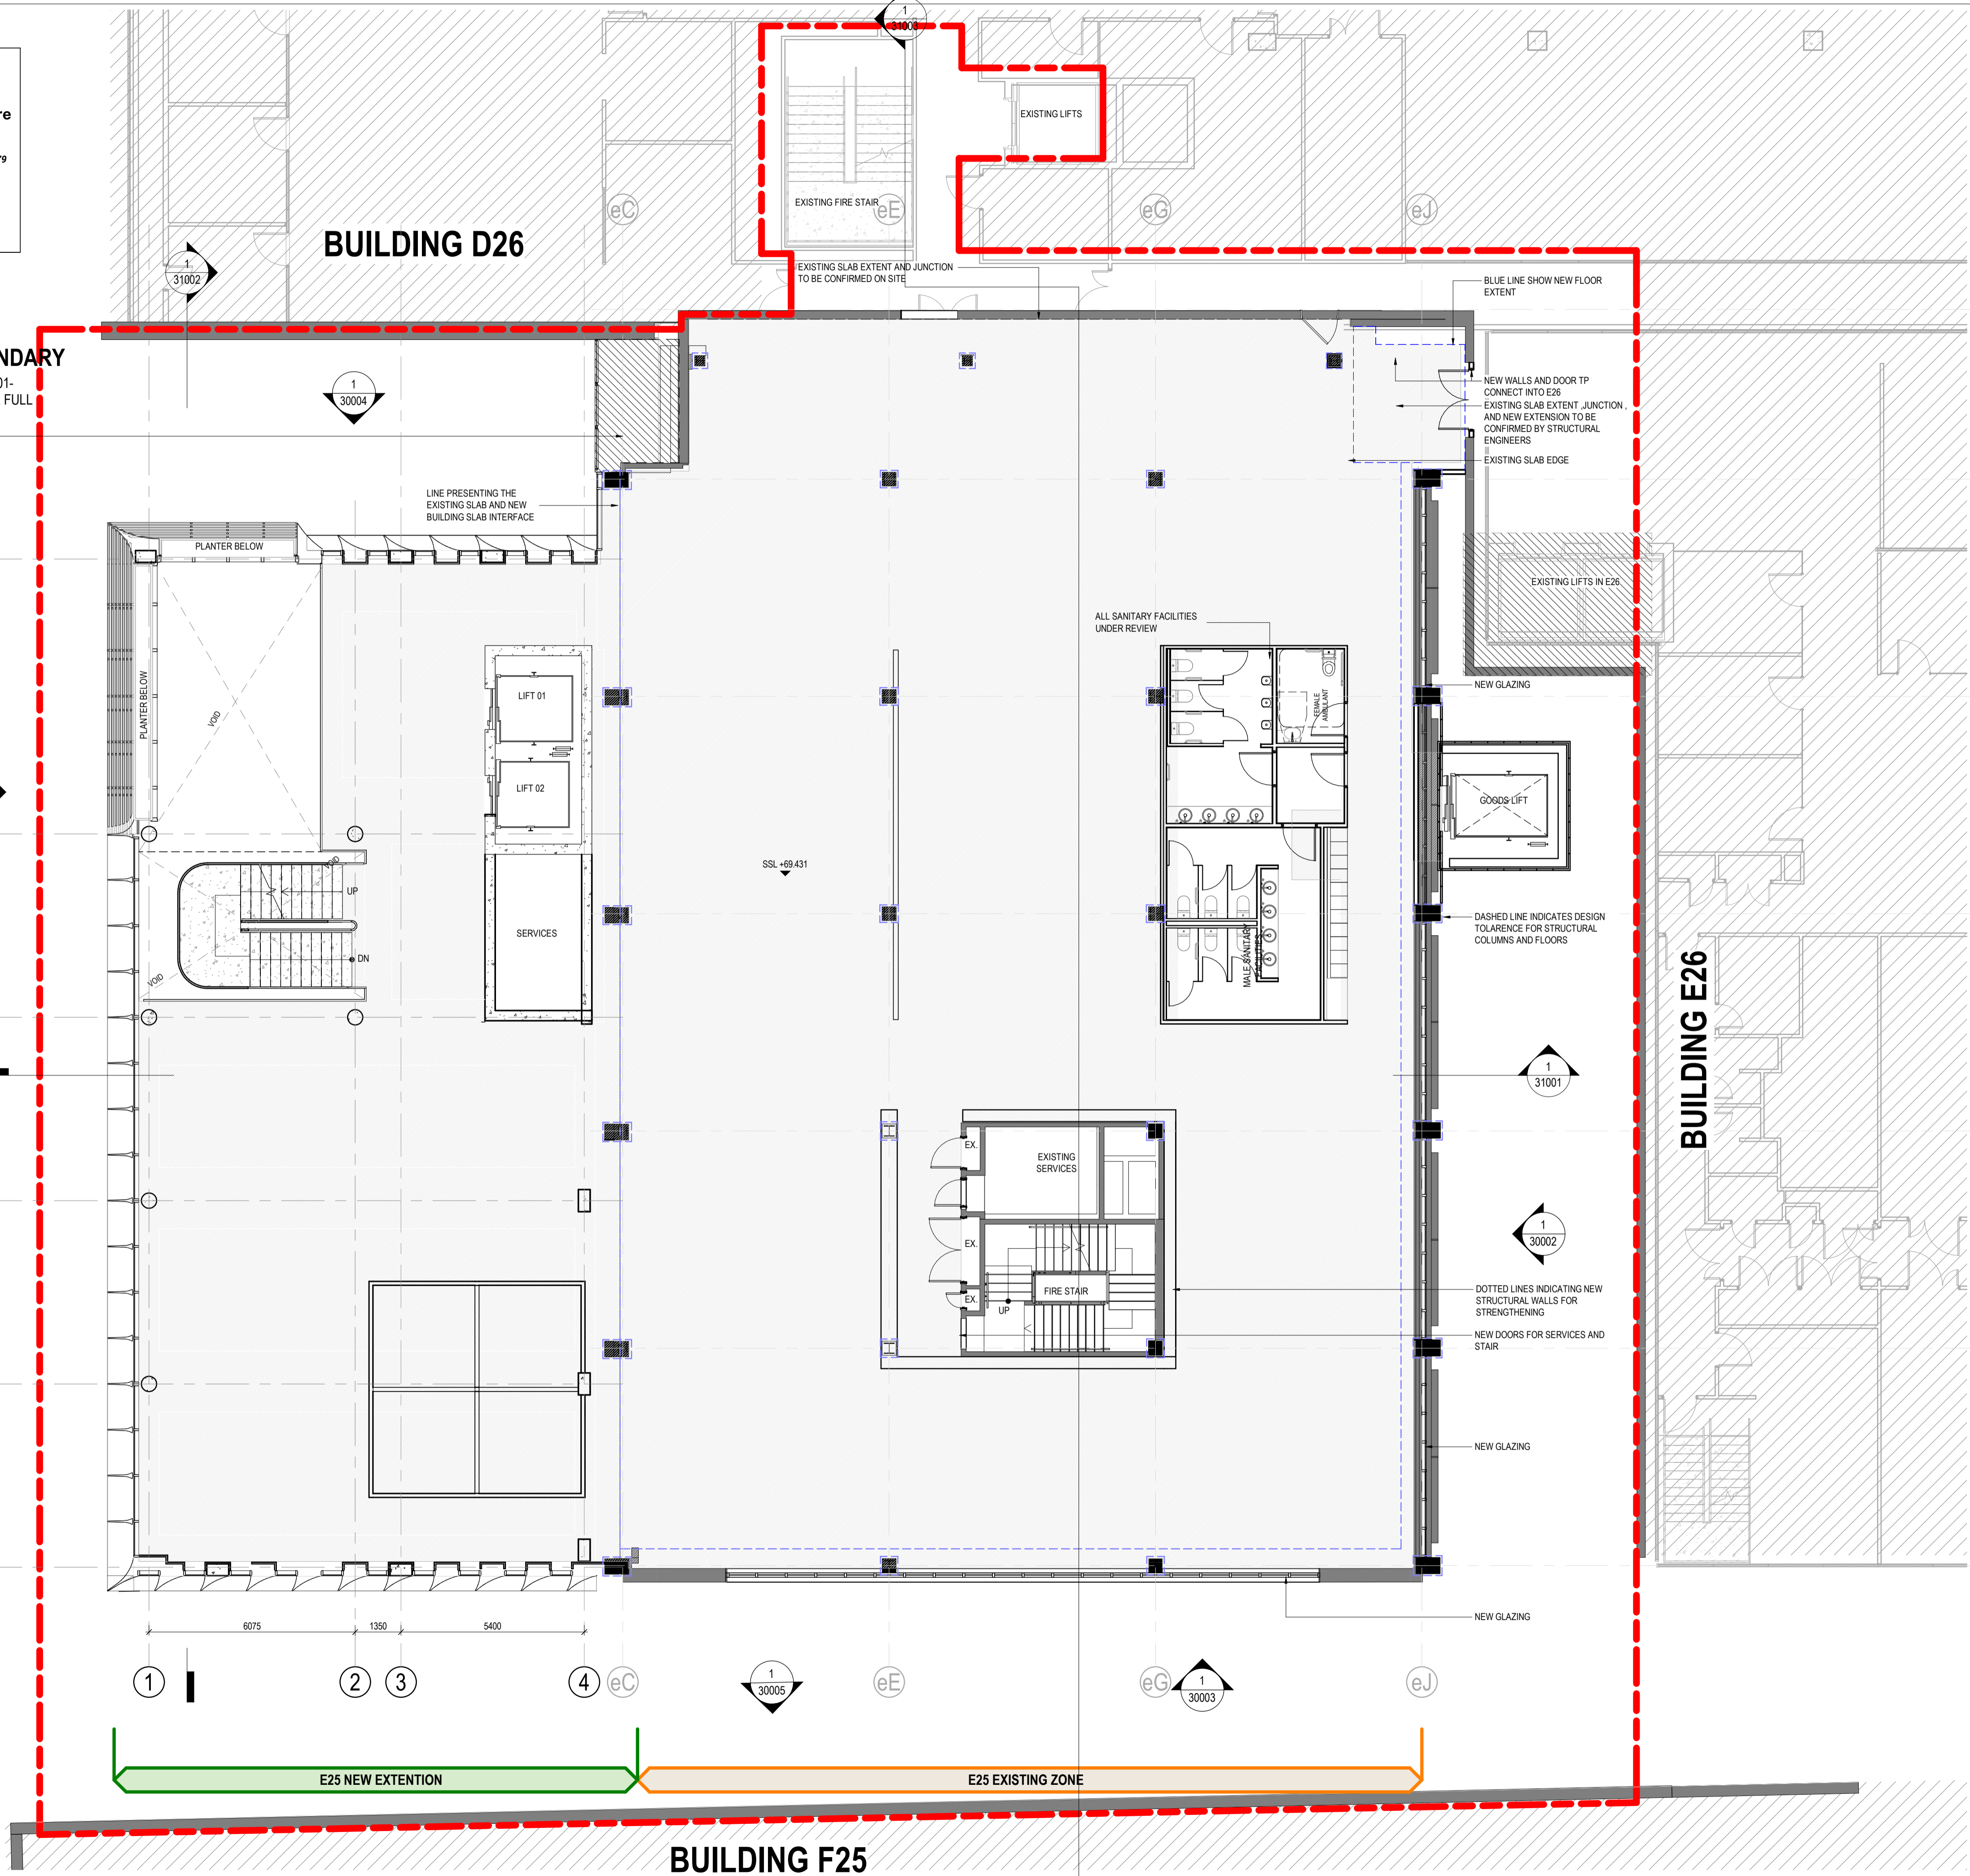 1
31003
re
79
EXISTING LIFTS
EXISTING FIRE STAIR
eC
eE
eG
eJ
BUILDING D26
1
31002
EXISTING SLAB EXTENT AND JUNCTION
TO BE CONFIRMED ON SITE
BLUE LINE SHOW NEW FLOOR
EXTENT
NDARY
01-
FULL
1
30004
NEW WALLS AND DOOR TP
CONNECT INTO E26
EXISTING SLAB EXTENT ,JUNCTION ,
AND NEW EXTENSION TO BE
CONFIRMED BY STRUCTURAL
ENGINEERS
EXISTING SLAB EDGE
LINE PRESENTING THE
EXISTING SLAB AND NEW
BUILDING SLAB INTERFACE
PLANTER BELOW
EXISTING LIFTS IN E26
ALL SANITARY FACILITIES
UNDER REVIEW
PLANTER BELOW
VOID
LIFT 01
FEMALE
AMBULANT
NEW GLAZING
LIFT 02
GOODS LIFT
SSL +69.431
VOID
UP
SERVICES
DN
VOID
MALE SANITARY
FACILITIES
DASHED LINE INDICATES DESIGN
TOLARENCE FOR STRUCTURAL
COLUMNS AND FLOORS
BUILDING E26
1
31001
EX.
EXISTING
SERVICES
EX.
1
30002
FIRE STAIR
EX.
UP
DOTTED LINES INDICATING NEW
STRUCTURAL WALLS FOR
STRENGTHENING
NEW DOORS FOR SERVICES AND
STAIR
NEW GLAZING
NEW GLAZING
6075
1350
5400
1
2
3
4
eC
1
30005
eE
eG
1
30003
eJ
E25 NEW EXTENTION
E25 EXISTING ZONE
BUILDING F25